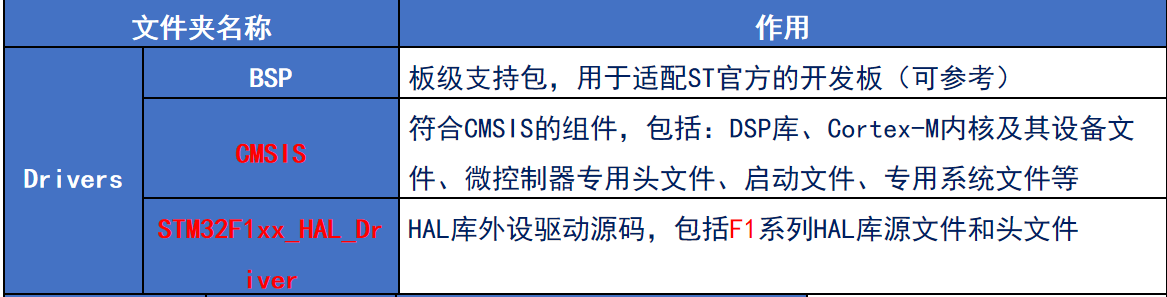 文件夹名称 作用
Drivers
BSP
板级支持包，用于适配ST官方的开发板（可参考）
CMSIS
符合CMSIS的组件，包括：DSP库、Cortex-M内核及其设备文
件、微控制器专用头文件、启动文件、专用系统文件等
STM32F1xx_HAL_Dr
iver
HAL库外设驱动源码，包括F1系列HAL库源文件和头文件